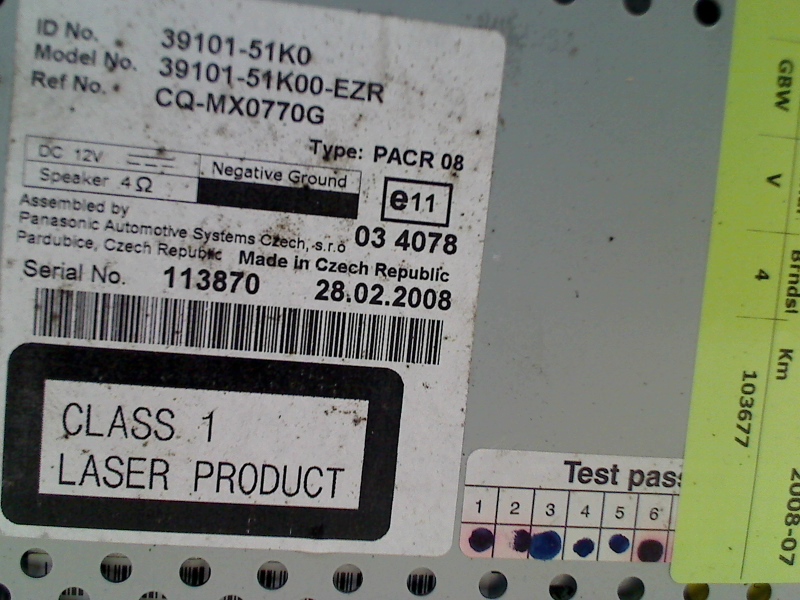 ID No. 39101-51K0
Model No. 39101-51K00-EZR
Ref No. CQ-MX0770G
Type: PACR 08
DC 12V
Negative Ground
Speaker 4Ω
e11
Assembled by
Panasonic Automotive Systems Czech, s.r.o
03 4078
Pardubice, Czech Republic Made in Czech Republic
Serial No. 113870 28.02.2008
CLASS 1
LASER PRODUCT
Test pass
1 2 3 4 5 6
GBW
V
4
Brndsl
Km
103677
2008-07